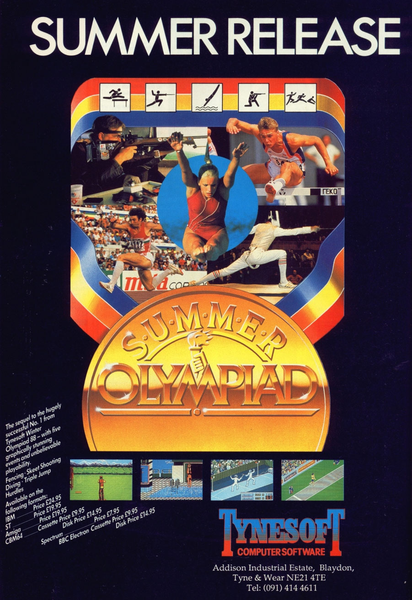 SUMMER RELEASE
SUMMER
OLYMPIAD
The sequel to the hugely
successful No. 1 from
Tynesoft Winter
Olympiad 88 – with five
graphically stunning
events and unbelievable
playability.
Fencing, Skeet Shooting
Diving, Triple Jump
Hurdles
Available on the
following formats:
IBM Price £24.95
ST Price £19.95
Amiga Price £19.95
CBM64 Cassette Price £9.95 Disk Price £14.95
Spectrum Price £7.95
BBC Electron Cassette Price £9.95 Disk Price £14.95
TYNESOFT
COMPUTER SOFTWARE
Addison Industrial Estate, Blaydon,
Tyne & Wear NE21 4TE
Tel: (091) 414 4611